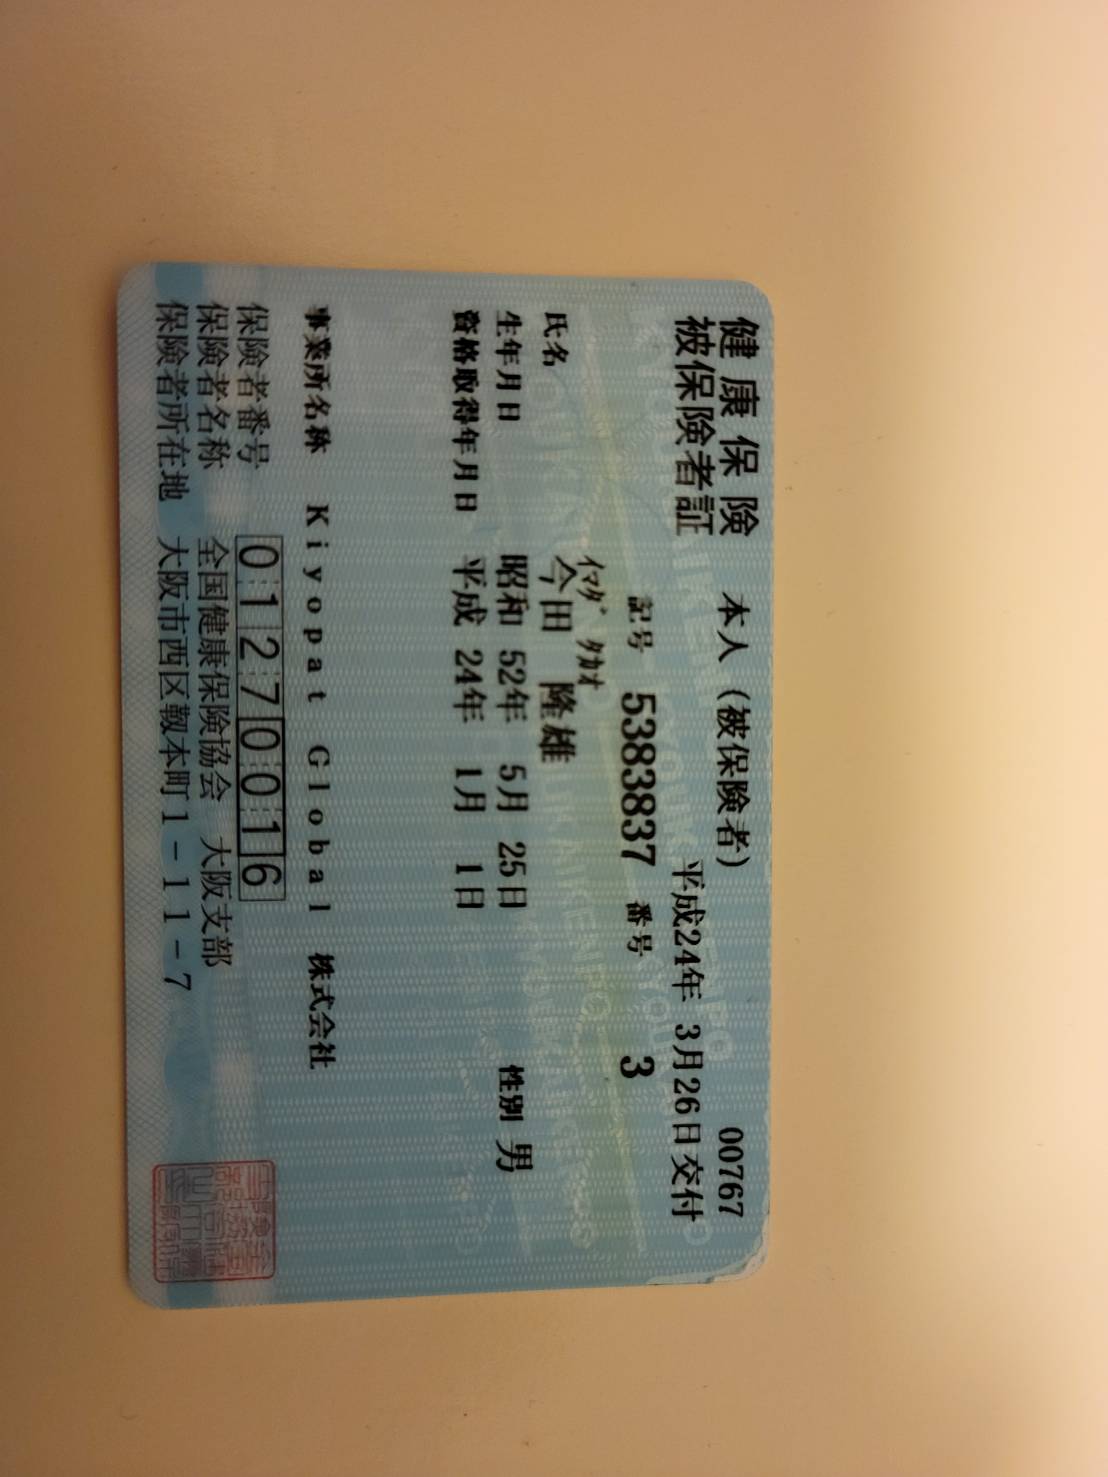 健康保険 本人（被保険者） 00767
被保険者証 平成24年 3月26日交付
記号 5383837 番号 3
イマダ タカオ
氏名 今田 隆雄
生年月日 昭和 52年 5月 25日 性別 男
資格取得年月日 平成 24年 1月 1日
事業所名称 Kiyopat Global 株式会社
保険者番号 01270016
保険者名称 全国健康保険協会 大阪支部
保険者所在地 大阪市西区靱本町1-11-7